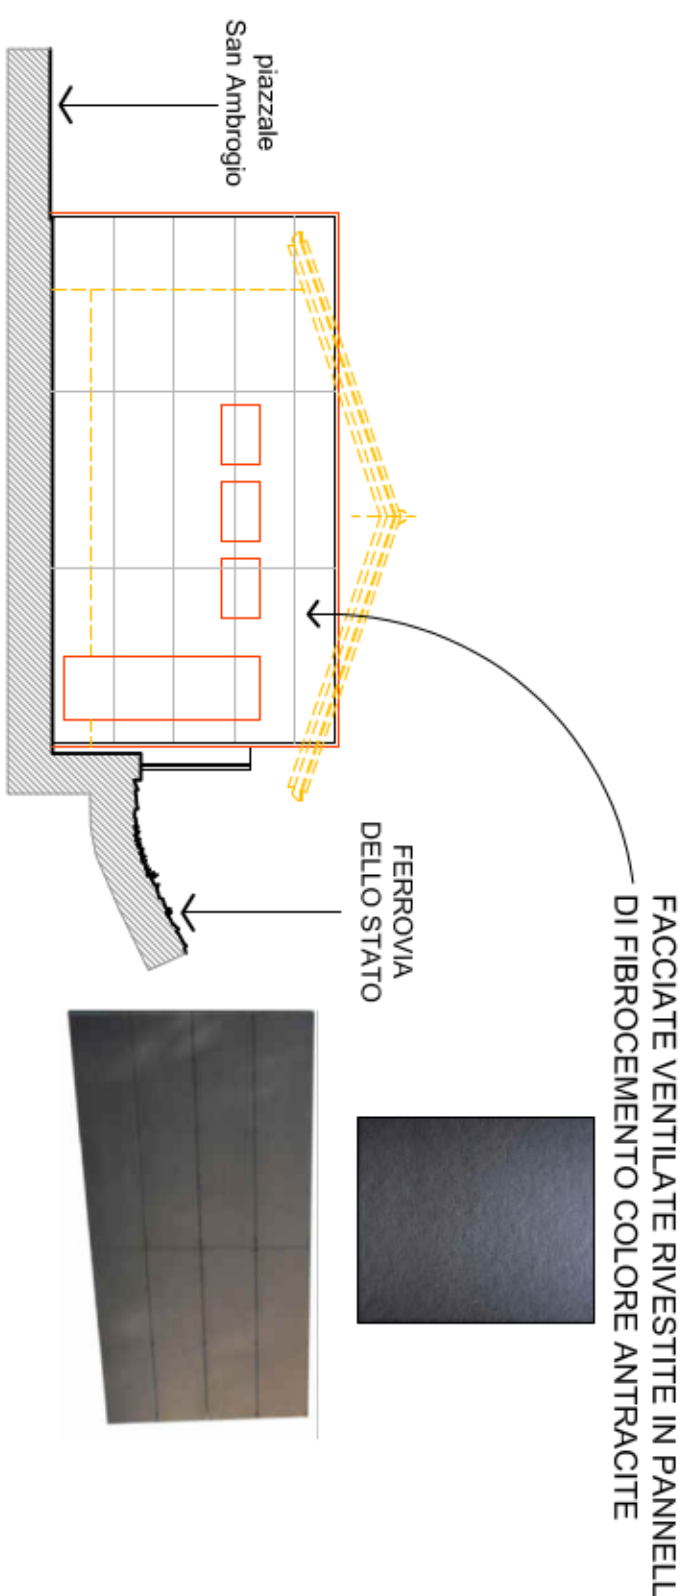 FACCIATE VENTILATE RIVESTITE IN PANNELL
DI FIBROCEMENTO COLORE ANTRACITE
piazzale
San Ambrogio
FERROVIA
DELLO STATO